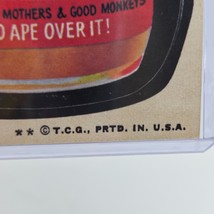 MOTHERS & GOOD MONKEYS
APE OVER IT!
** © T.C.G., PRTD. IN. U.S.A.